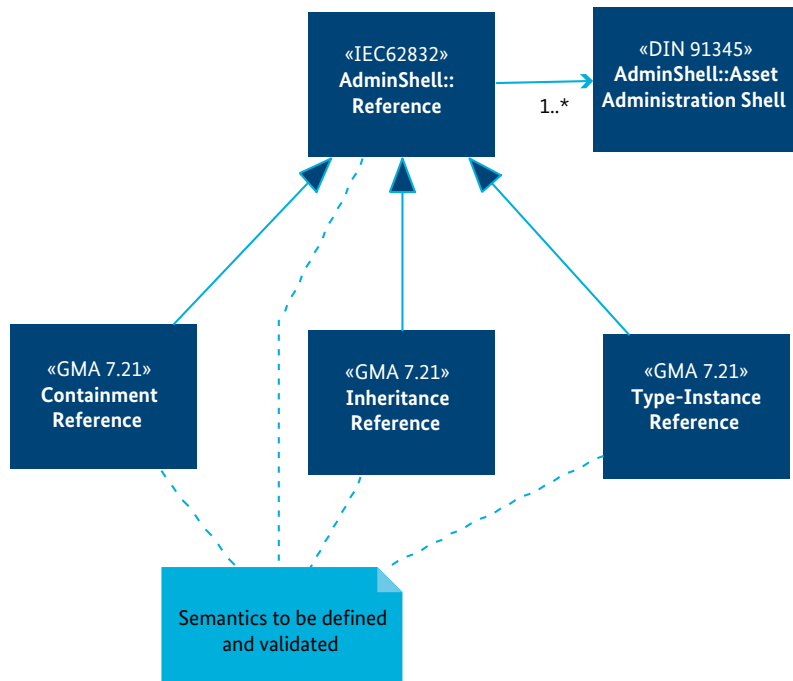 «IEC62832»
AdminShell::
Reference
«DIN 91345»
AdminShell::Asset
Administration Shell
1..*
«GMA 7.21»
Containment
Reference
«GMA 7.21»
Inheritance
Reference
«GMA 7.21»
Type-Instance
Reference
Semantics to be defined
and validated